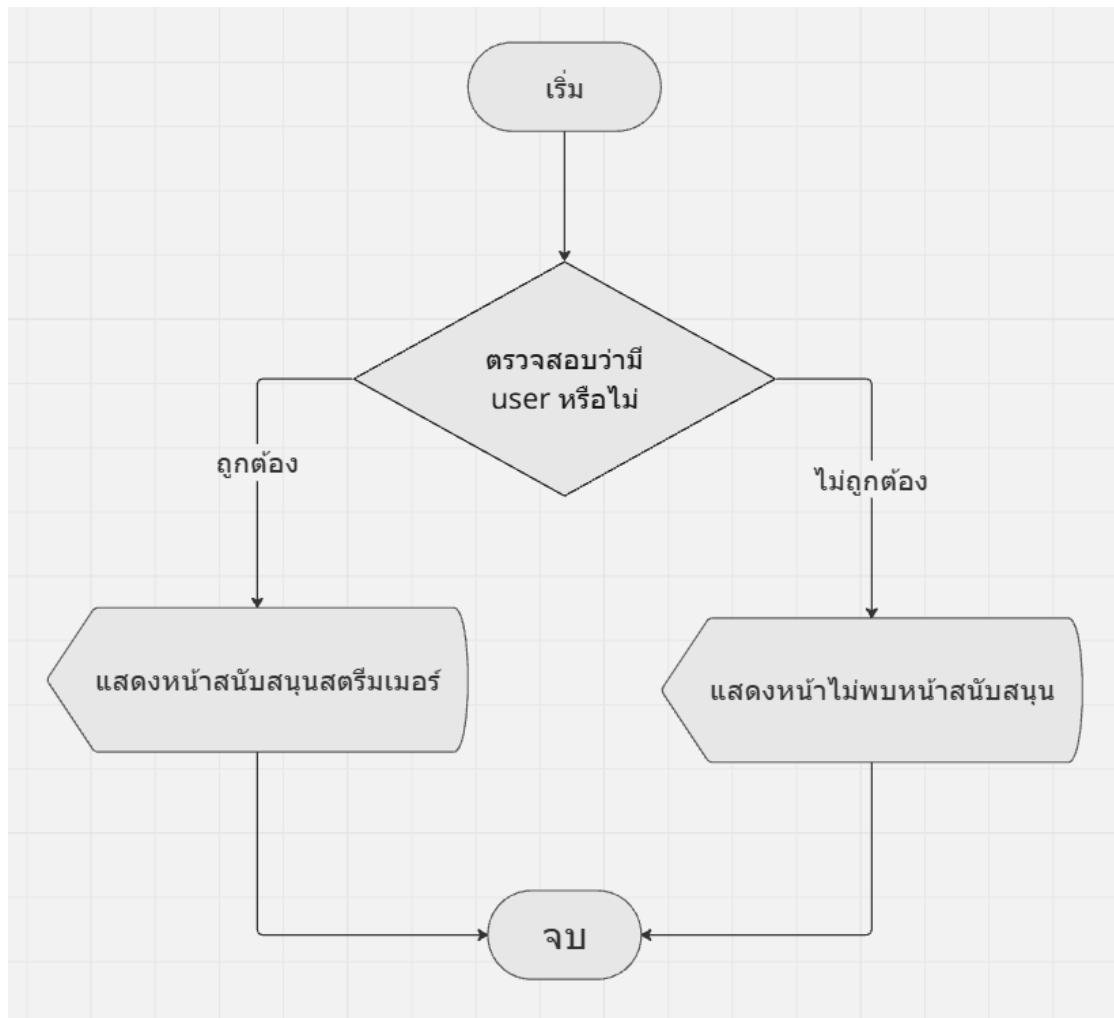 เริ่ม
ตรวจสอบว่ามี
user หรือไม่
ถูกต้อง
ไม่ถูกต้อง
แสดงหน้าสนับสนุนสตรีมเมอร์
แสดงหน้าไม่พบหน้าสนับสนุน
จบ